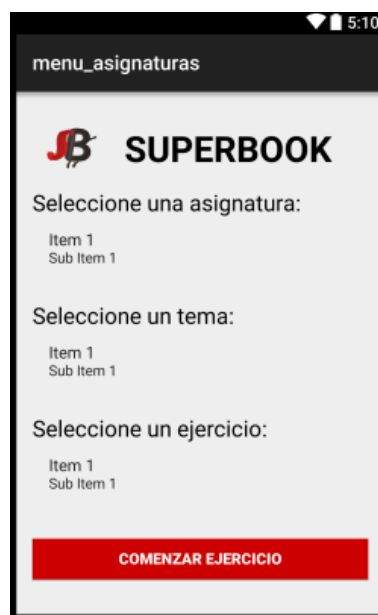 5:10
menu_asignaturas
SB SUPERBOOK
Seleccione una asignatura:
Item 1
Sub Item 1
Seleccione un tema:
Item 1
Sub Item 1
Seleccione un ejercicio:
Item 1
Sub Item 1
COMENZAR EJERCICIO